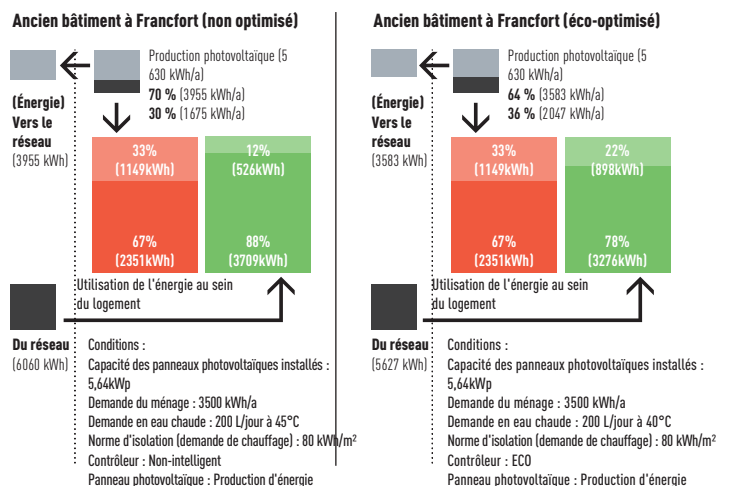 Ancien bâtiment à Francfort (non optimisé)
Production photovoltaïque (5
630 kWh/a)
70 % (3955 kWh/a)
30 % (1675 kWh/a)
(Énergie)
Vers le
réseau
(3955 kWh)
33%
(1149kWh)
12%
(526kWh)
67%
(2351kWh)
88%
(3709kWh)
Utilisation de l'énergie au sein
du logement
Du réseau
(6060 kWh)
Conditions :
Capacité des panneaux photovoltaïques installés :
5,64kWp
Demande du ménage : 3500 kWh/a
Demande en eau chaude : 200 L/jour à 45°C
Norme d'isolation (demande de chauffage) : 80 kWh/m²
Contrôleur : Non-intelligent
Panneau photovoltaïque : Production d'énergie
Ancien bâtiment à Francfort (éco-optimisé)
Production photovoltaïque (5
630 kWh/a)
64 % (3583 kWh/a)
36 % (2047 kWh/a)
(Énergie)
Vers le
réseau
(3583 kWh)
33%
(1149kWh)
22%
(898kWh)
67%
(2351kWh)
78%
(3276kWh)
Utilisation de l'énergie au sein
du logement
Du réseau
(5627 kWh)
Conditions :
Capacité des panneaux photovoltaïques installés :
5,64kWp
Demande du ménage : 3500 kWh/a
Demande en eau chaude : 200 L/jour à 40°C
Norme d'isolation (demande de chauffage) : 80 kWh/m²
Contrôleur : ECO
Panneau photovoltaïque : Production d'énergie